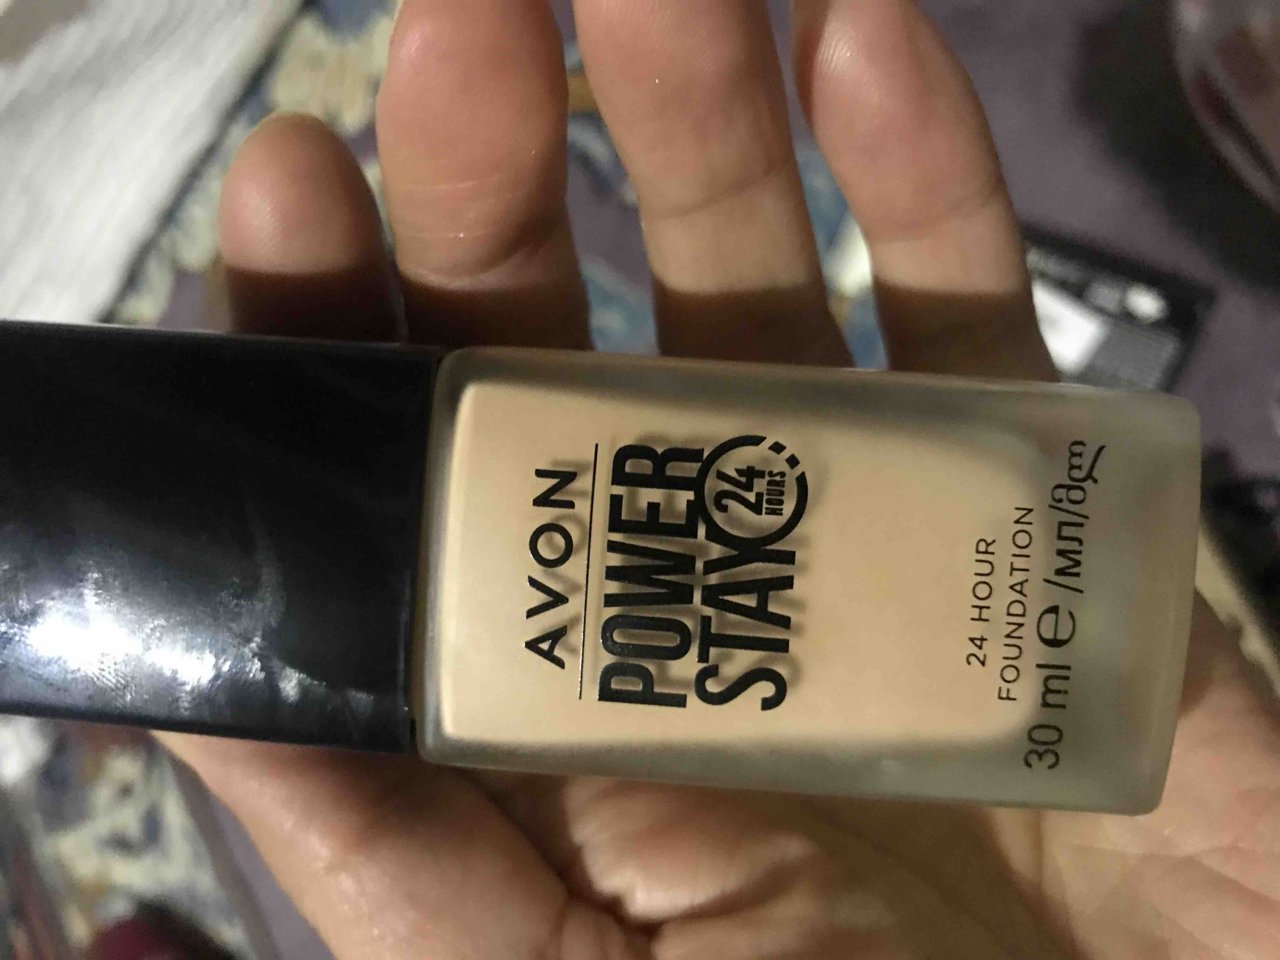 AVON
POWER
STAY
24
HOURS
24 HOUR
FOUNDATION
30 ml e /мл/მლ